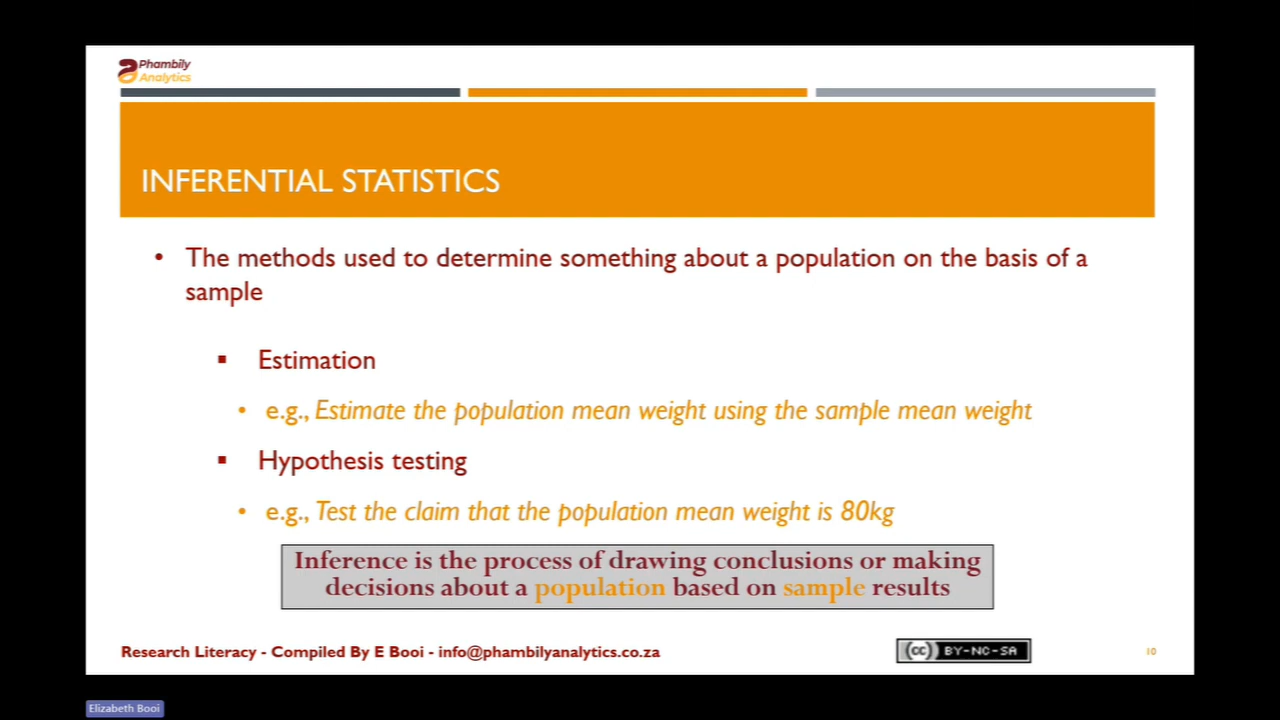 Phambily
Analytics
INFERENTIAL STATISTICS
• The methods used to determine something about a population on the basis of a
sample
▪ Estimation
• e.g., Estimate the population mean weight using the sample mean weight
▪ Hypothesis testing
• e.g., Test the claim that the population mean weight is 80kg
Inference is the process of drawing conclusions or making
decisions about a population based on sample results
Research Literacy - Compiled By E Booi - info@phambilyanalytics.co.za
(cc) BY-NC-SA
10
Elizabeth Booi